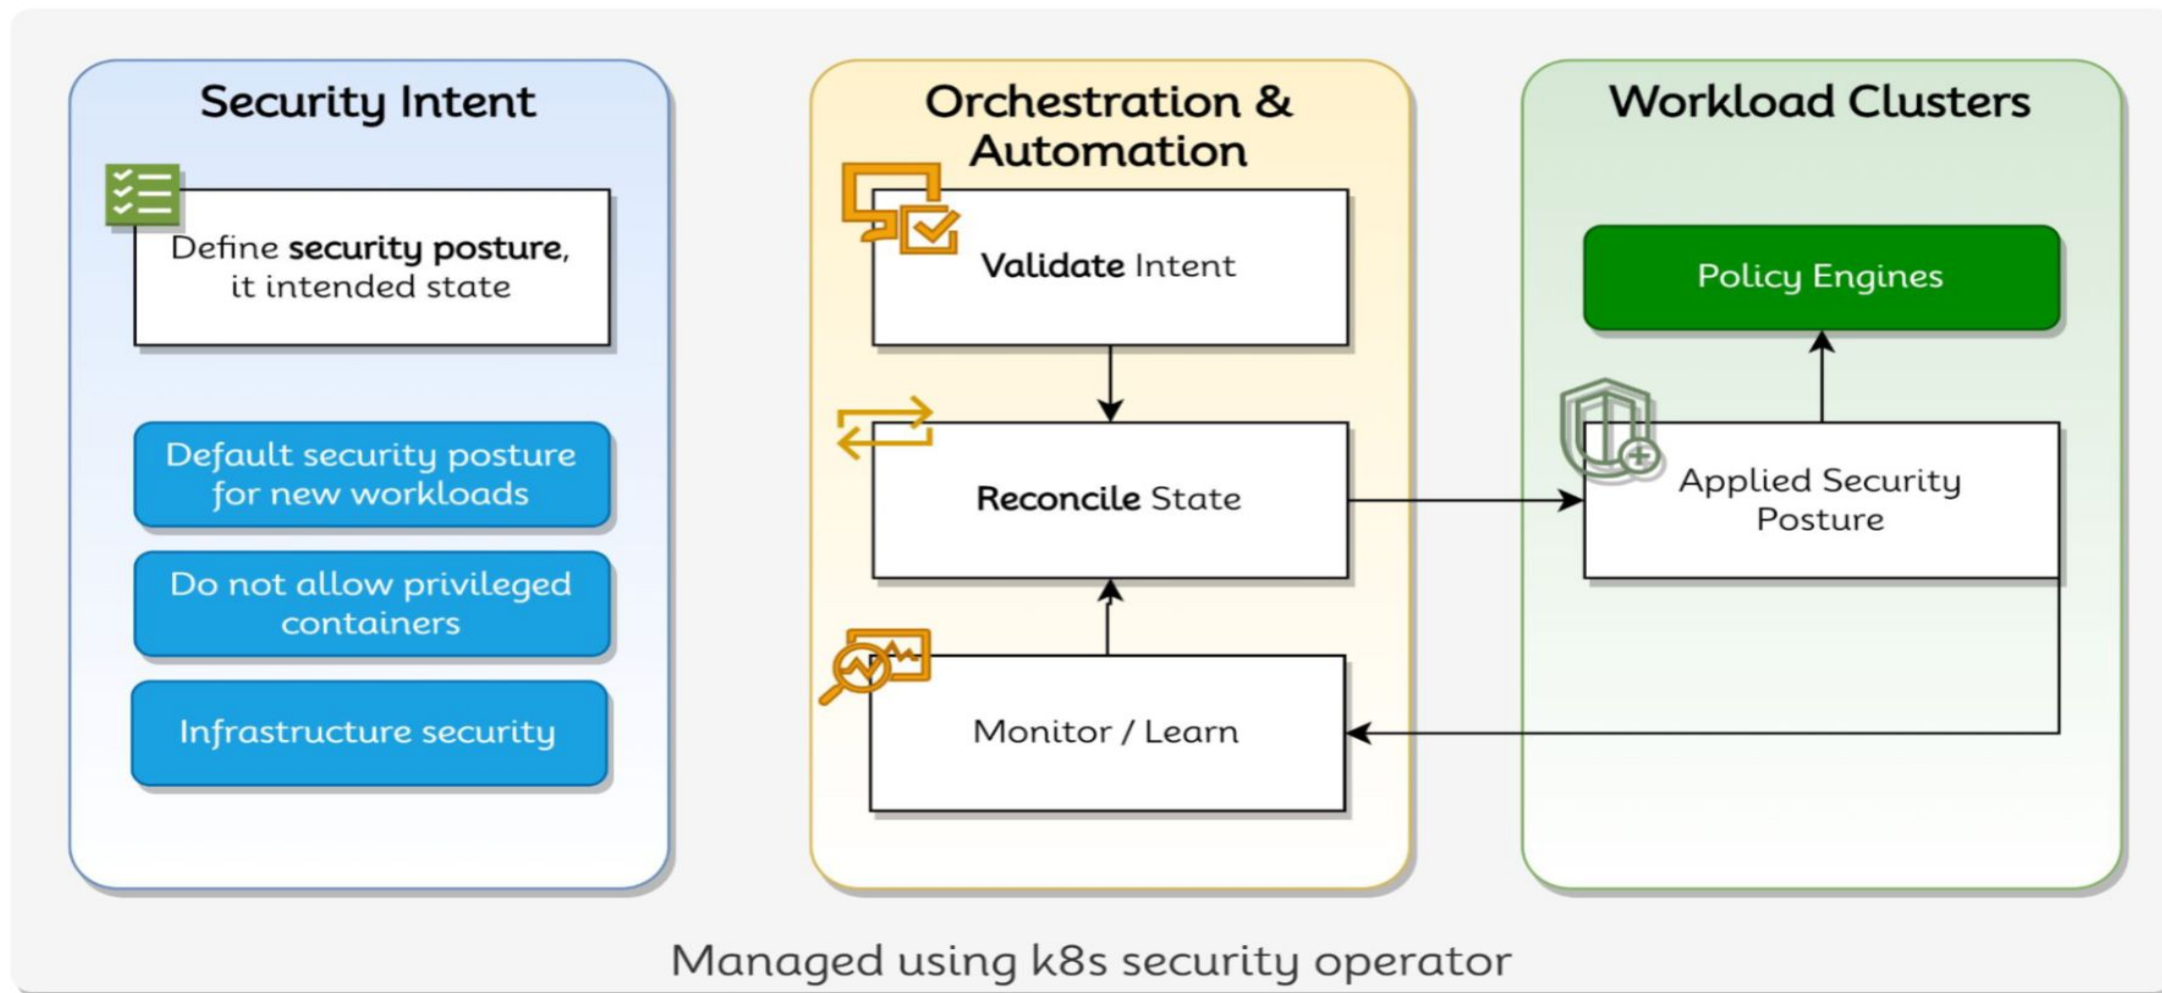 Security Intent
Define security posture,
it intended state
Default security posture
for new workloads
Do not allow privileged
containers
Infrastructure security
Orchestration &
Automation
Validate Intent
Reconcile State
Monitor / Learn
Workload Clusters
Policy Engines
Applied Security
Posture
Managed using k8s security operator